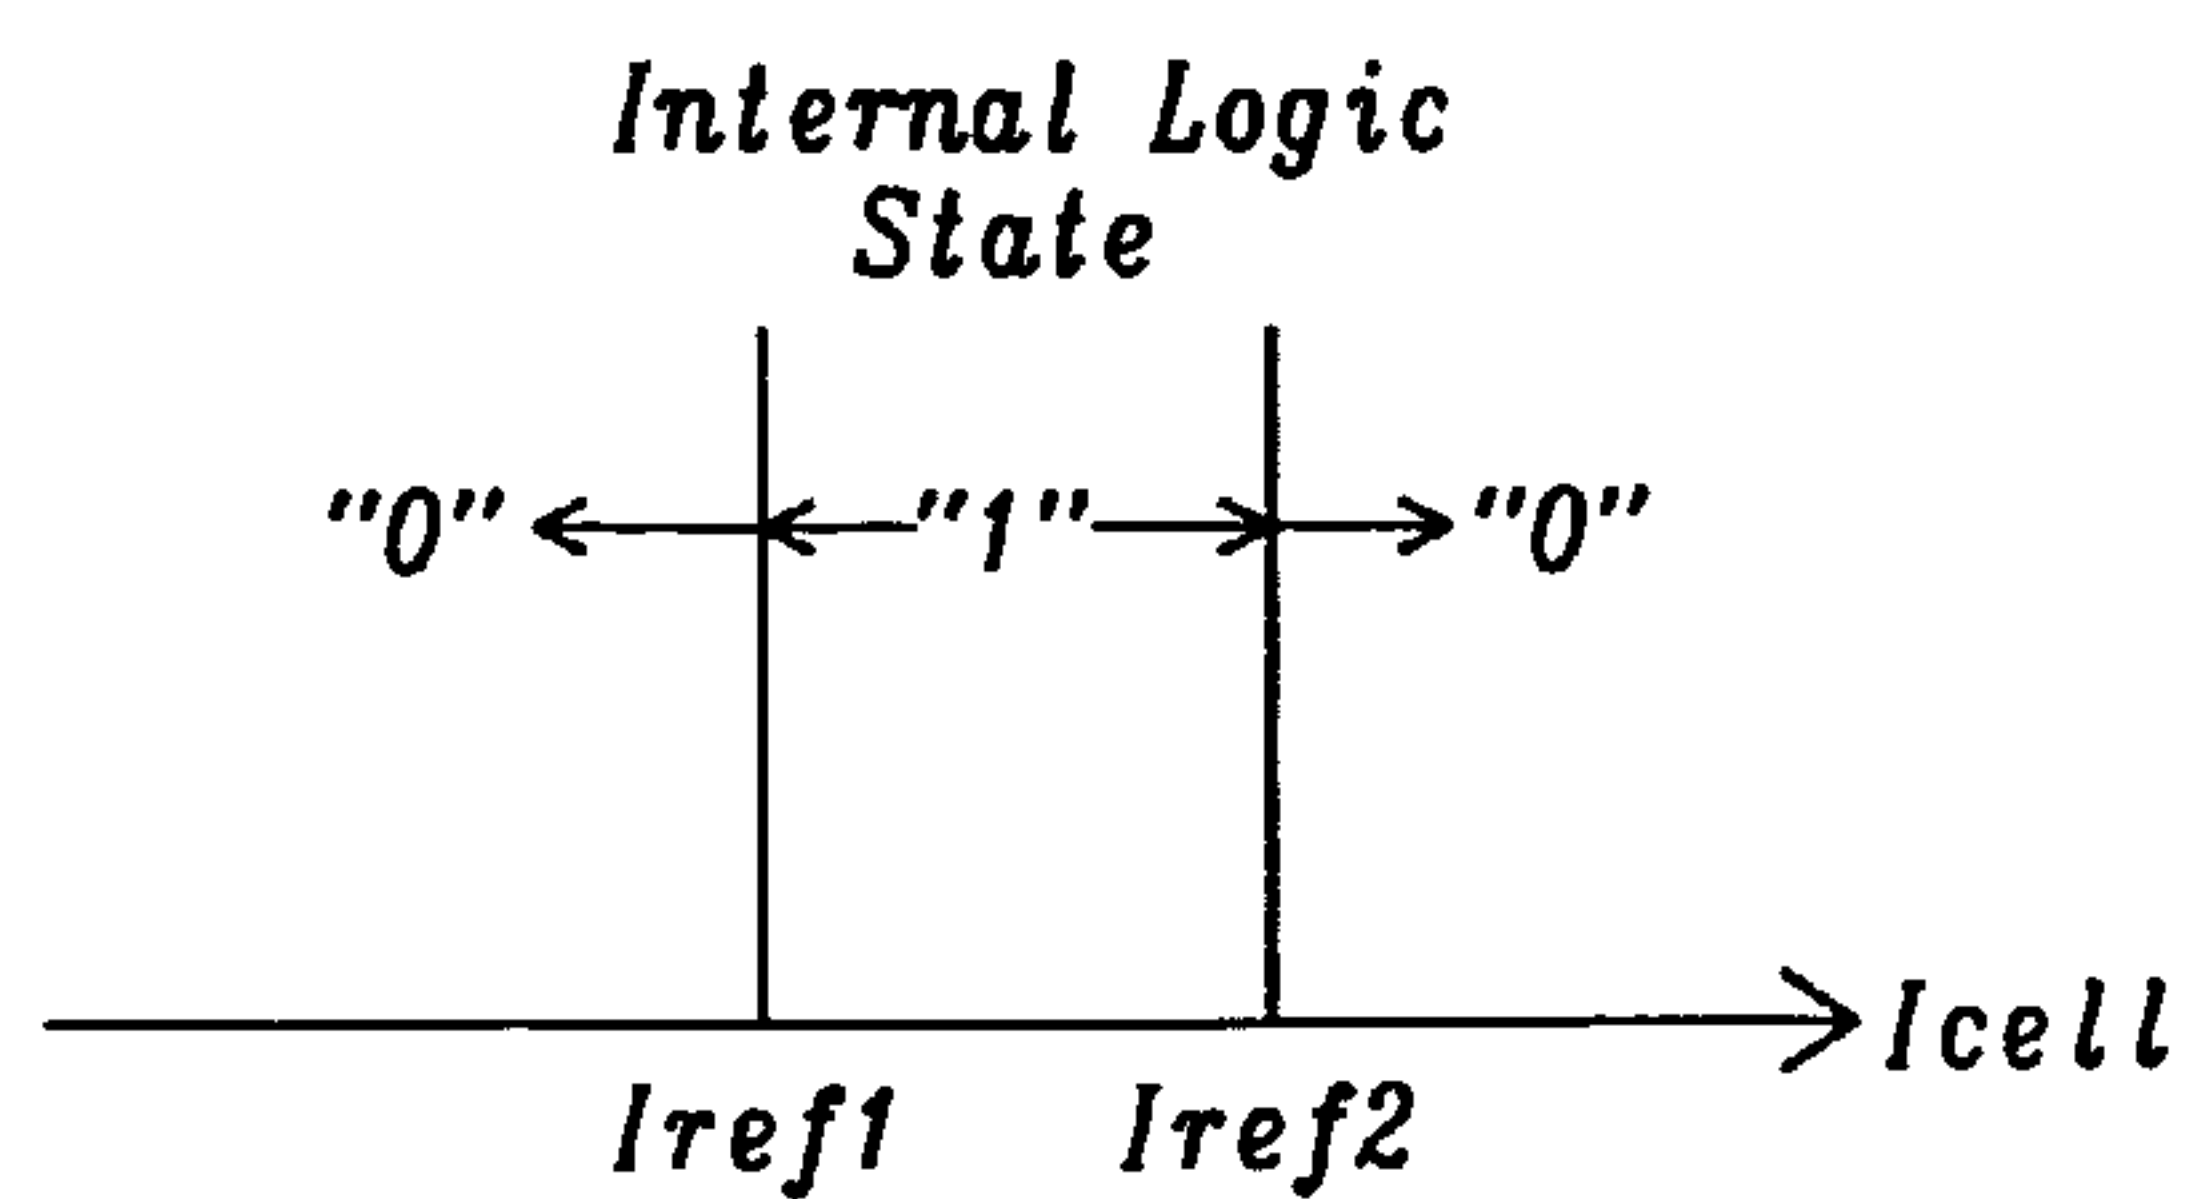 Internal Logic
State
"0" "1" "0"
Icell
Iref1 Iref2